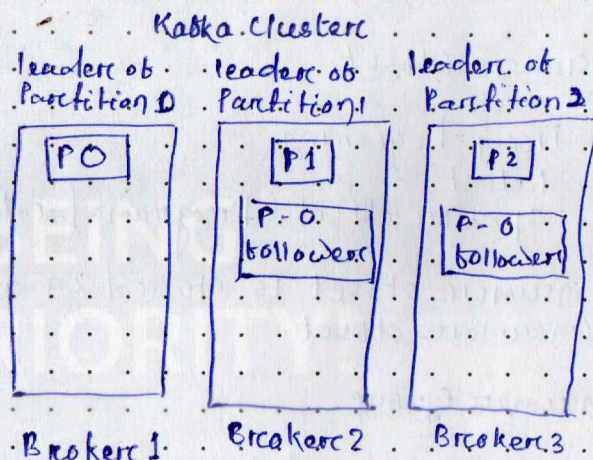 Kafka Cluster
leader of leader of leader of
Partition 0 Partition 1 Partition 2
P0 P1 P2
P-0 P-0
follower follower
Broker 1 Broker 2 Broker 3